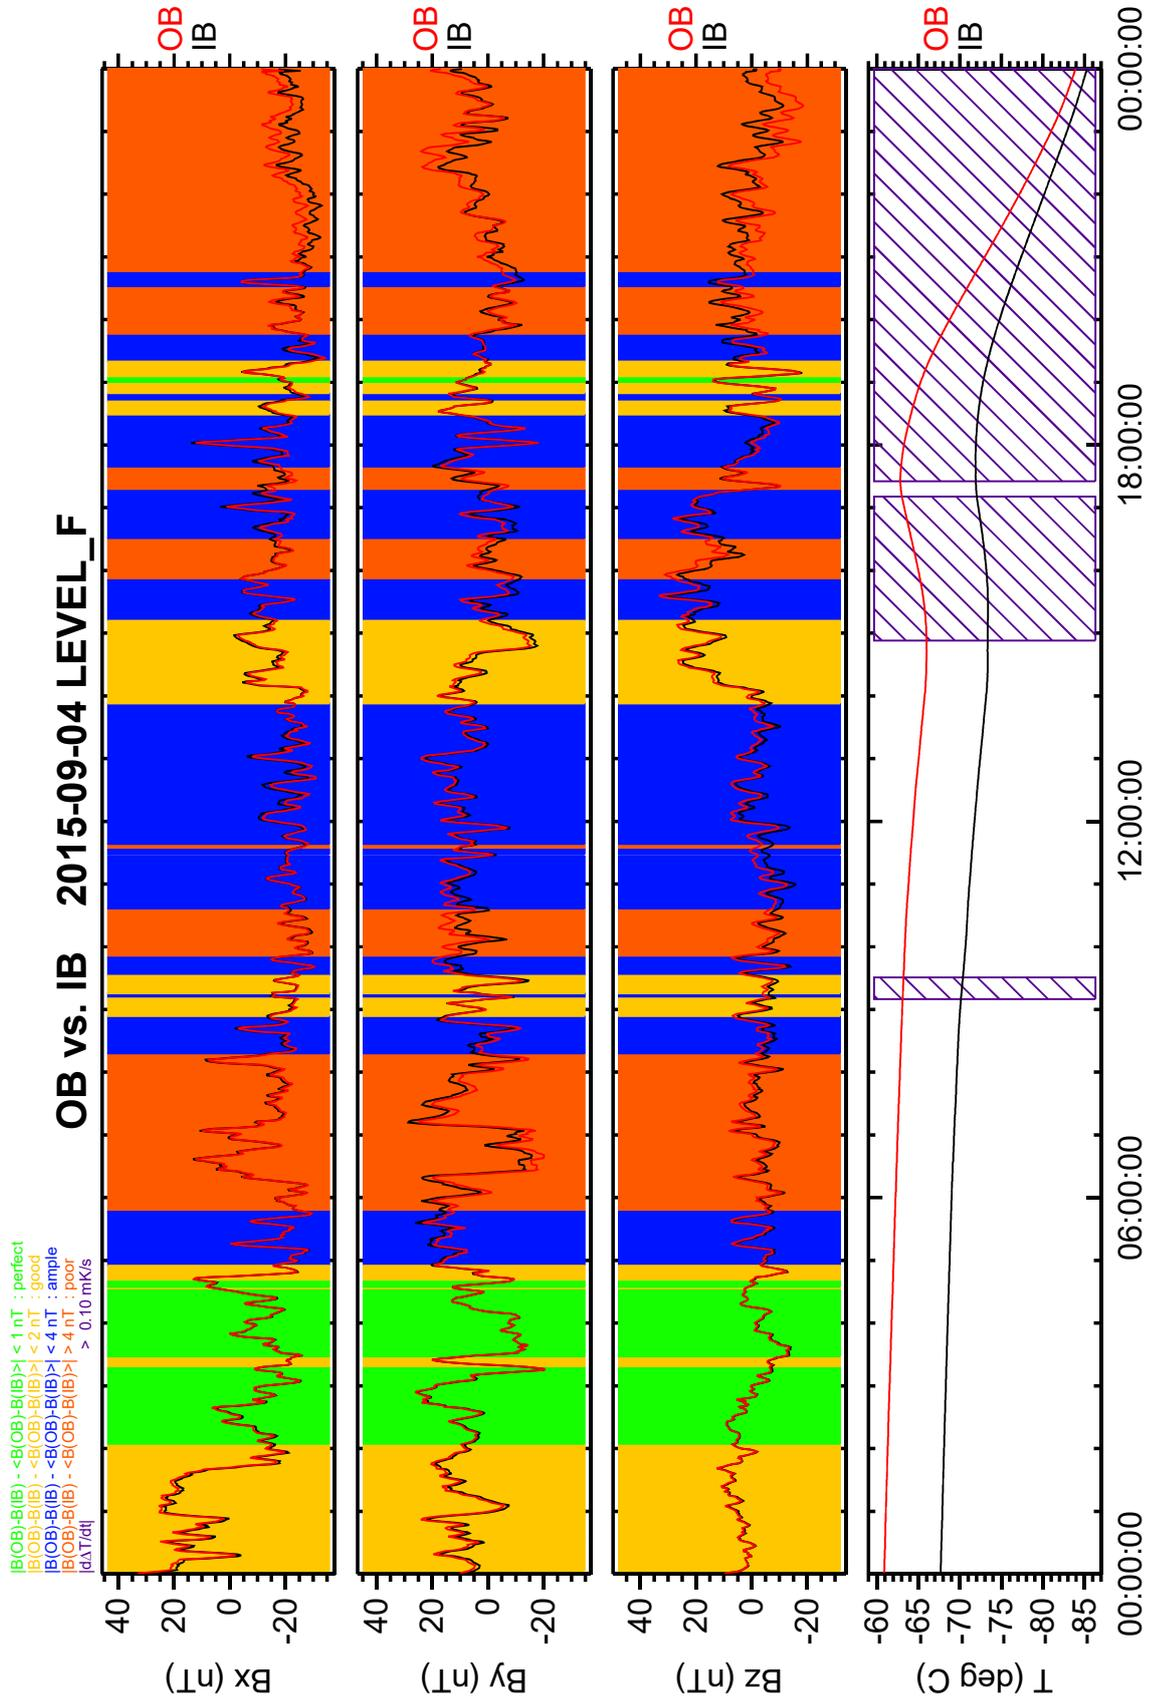 |B(OB)-B(IB) - <B(OB)-B(IB)>| < 1 nT : perfect
|B(OB)-B(IB) - <B(OB)-B(IB)>| < 2 nT : good
|B(OB)-B(IB) - <B(OB)-B(IB)>| < 4 nT : ample
|B(OB)-B(IB) - <B(OB)-B(IB)>| > 4 nT : poor
|dΔT/dt| > 0.10 mK/s
OB vs. IB 2015-09-04 LEVEL_F
Bx (nT)
40
20
0
-20
OB
IB
By (nT)
40
20
0
-20
OB
IB
Bz (nT)
40
20
0
-20
OB
IB
T (deg C)
-60
-65
-70
-75
-80
-85
OB
IB
00:00:00 06:00:00 12:00:00 18:00:00 00:00:00